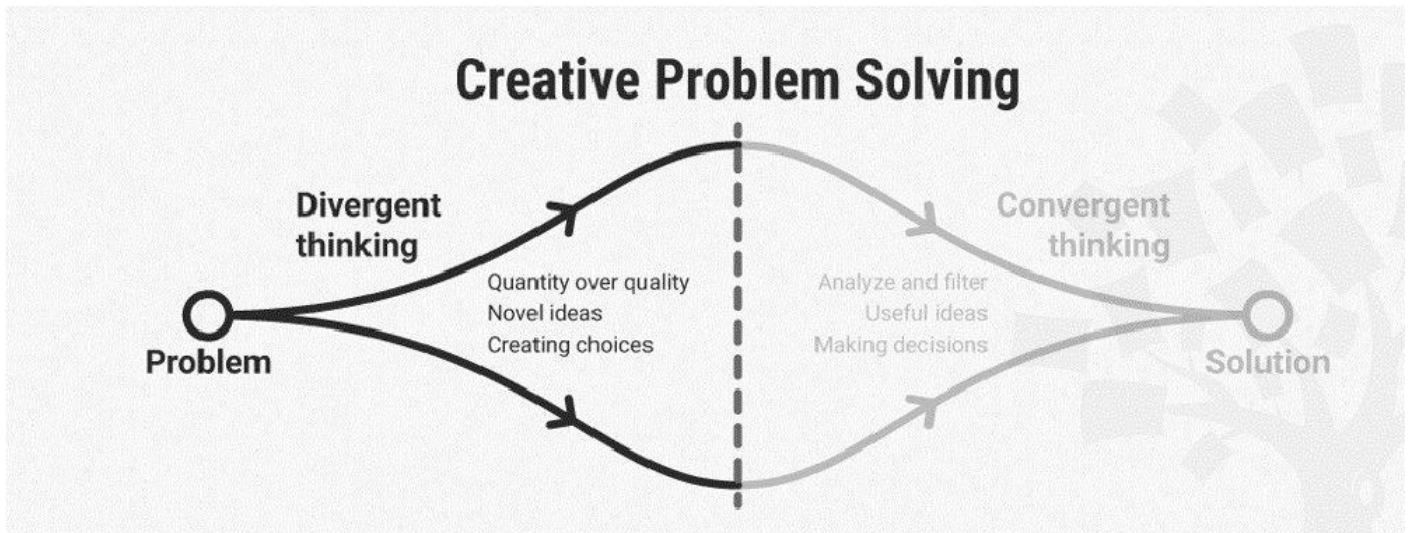 Creative Problem Solving
Divergent
thinking
Quantity over quality
Novel ideas
Creating choices
Problem
Convergent
thinking
Analyze and filter
Useful ideas
Making decisions
Solution